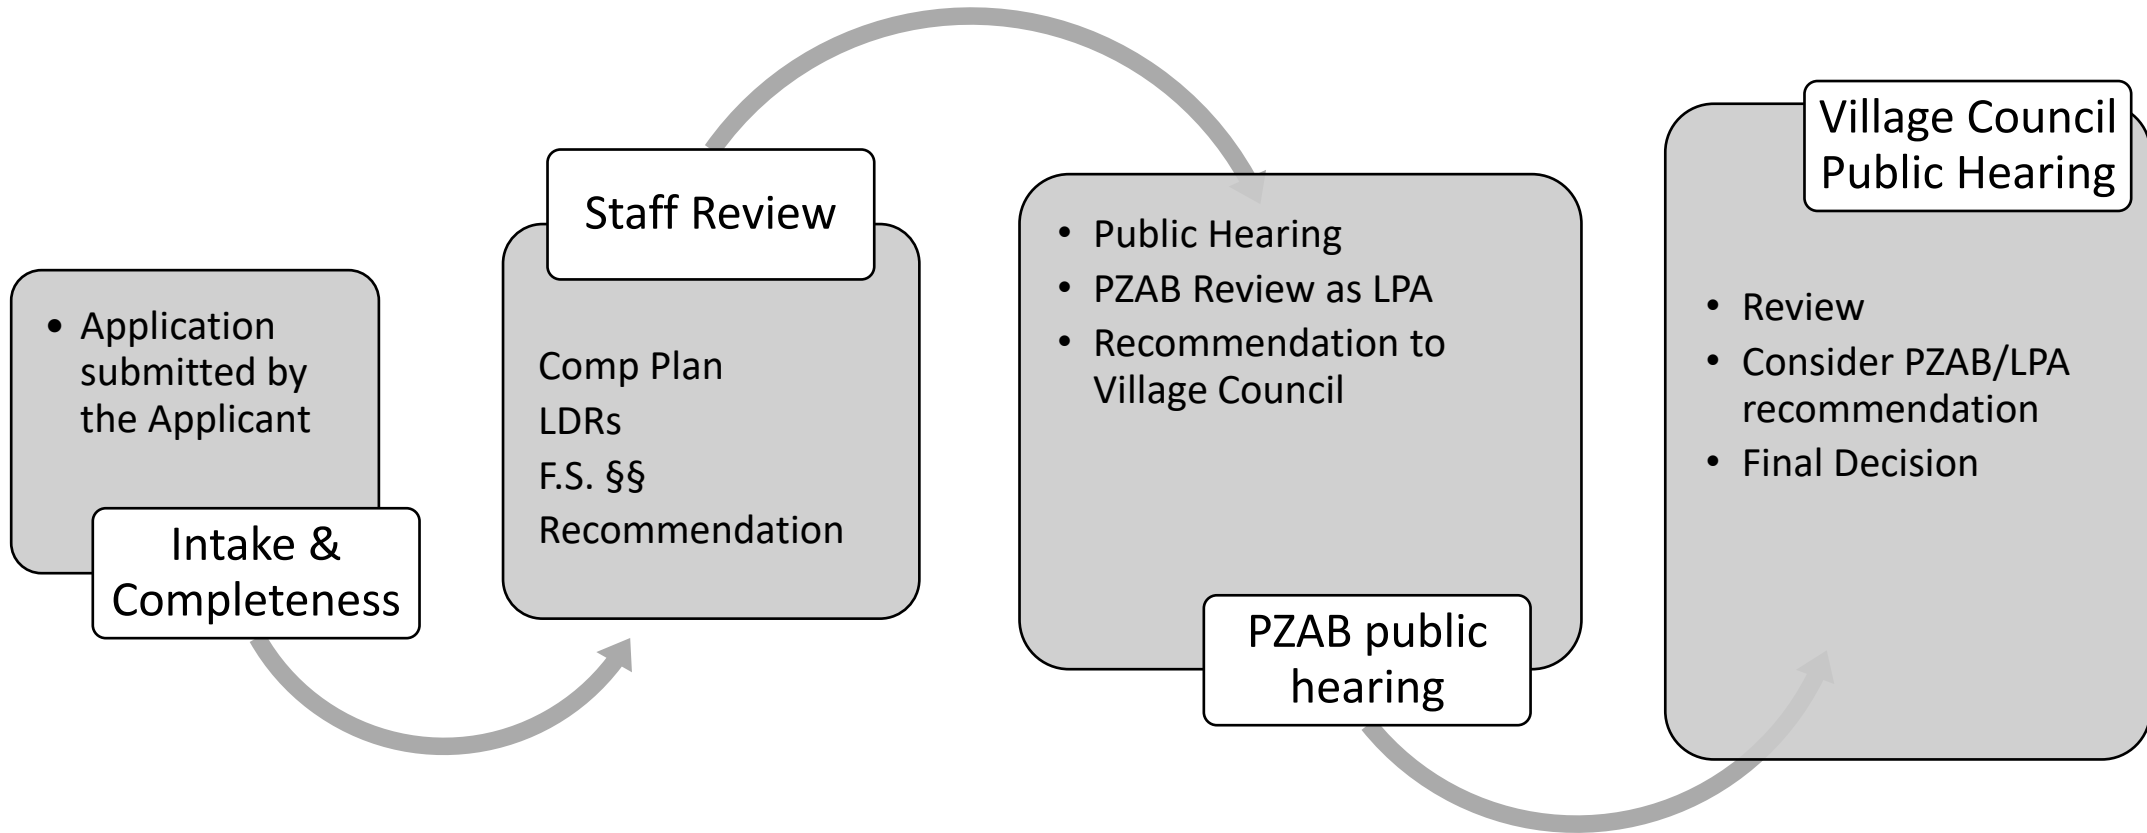 • Application
submitted by
the Applicant
Intake &
Completeness
Staff Review
Comp Plan
LDRs
F.S. §§
Recommendation
• Public Hearing
• PZAB Review as LPA
• Recommendation to
Village Council
PZAB public
hearing
Village Council
Public Hearing
• Review
• Consider PZAB/LPA
recommendation
• Final Decision